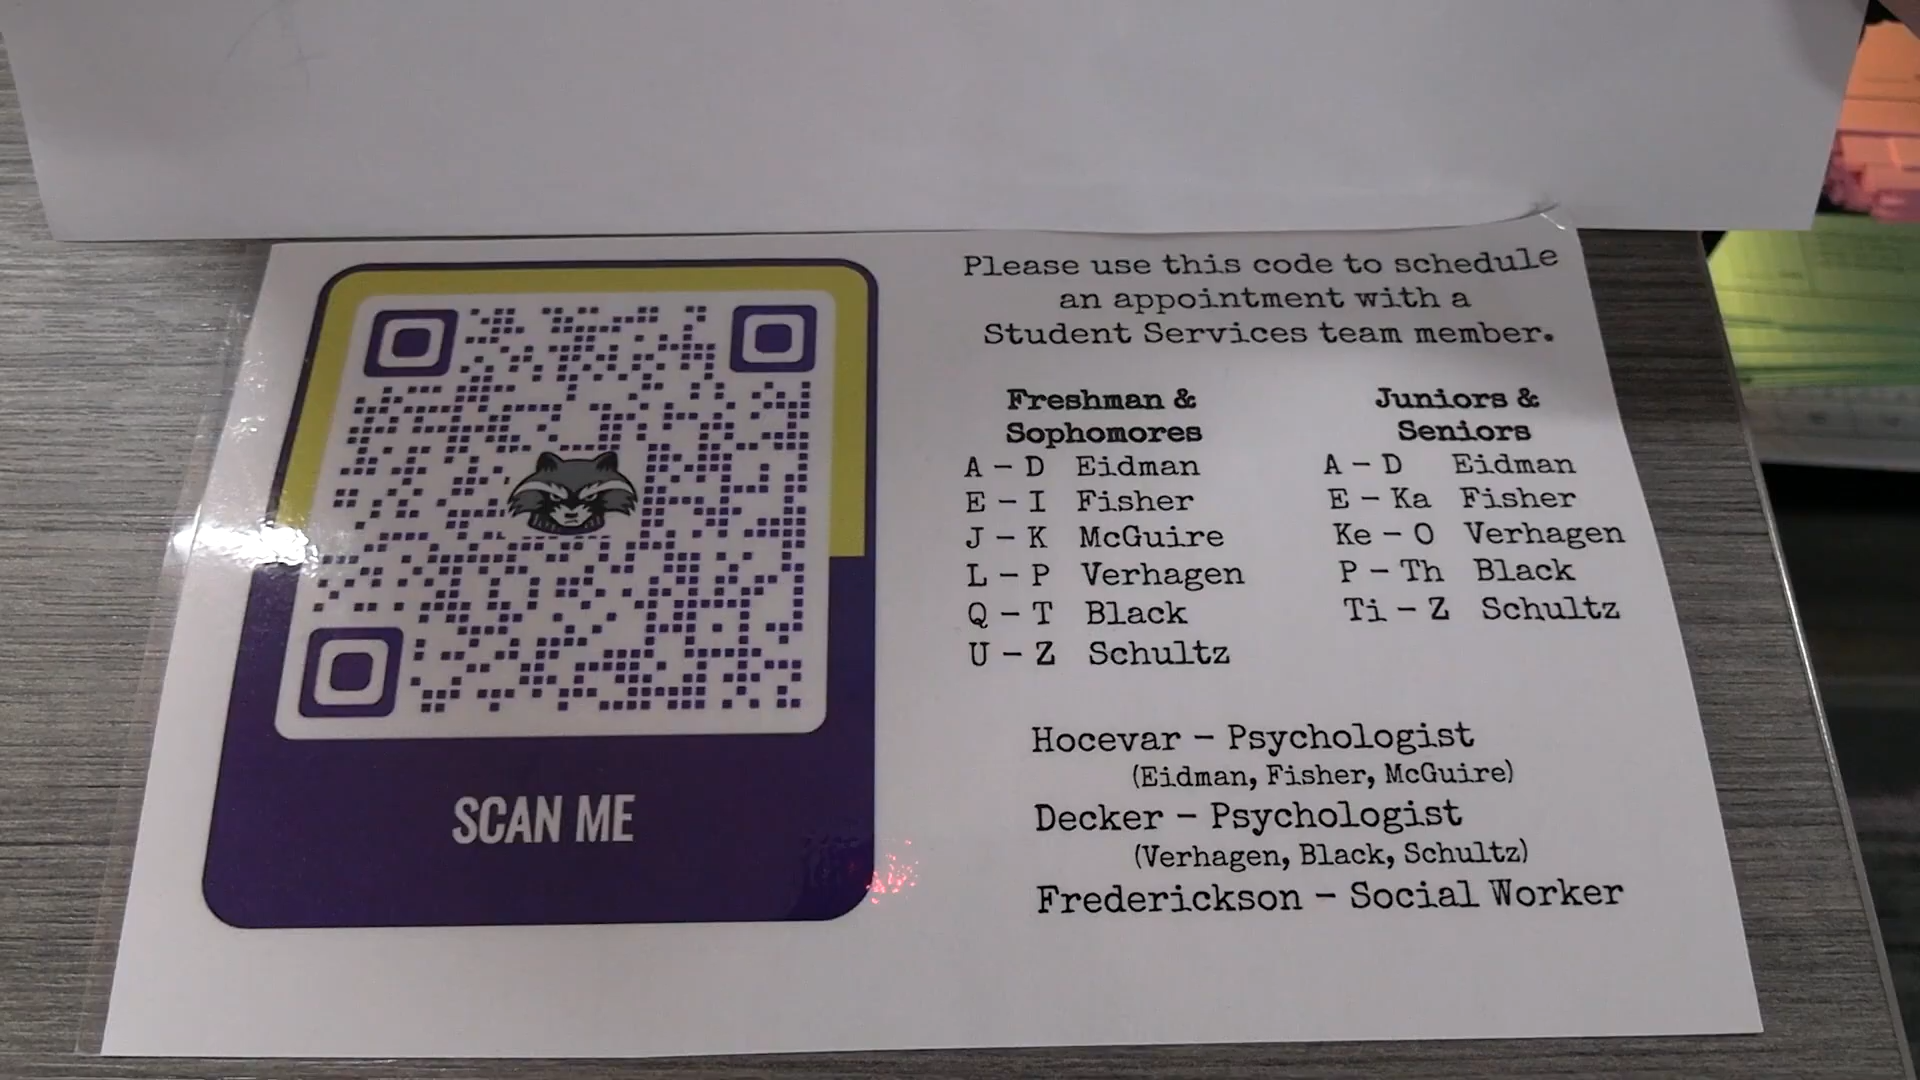 Please use this code to schedule
an appointment with a
Student Services team member.
Freshman &
Sophomores
A - D Eidman
E - I Fisher
J - K McGuire
L - P Verhagen
Q - T Black
U - Z Schultz
Juniors &
Seniors
A - D Eidman
E - Ka Fisher
Ke - O Verhagen
P - Th Black
Ti - Z Schultz
Hocevar - Psychologist
(Eidman, Fisher, McGuire)
Decker - Psychologist
(Verhagen, Black, Schultz)
Frederickson - Social Worker
SCAN ME